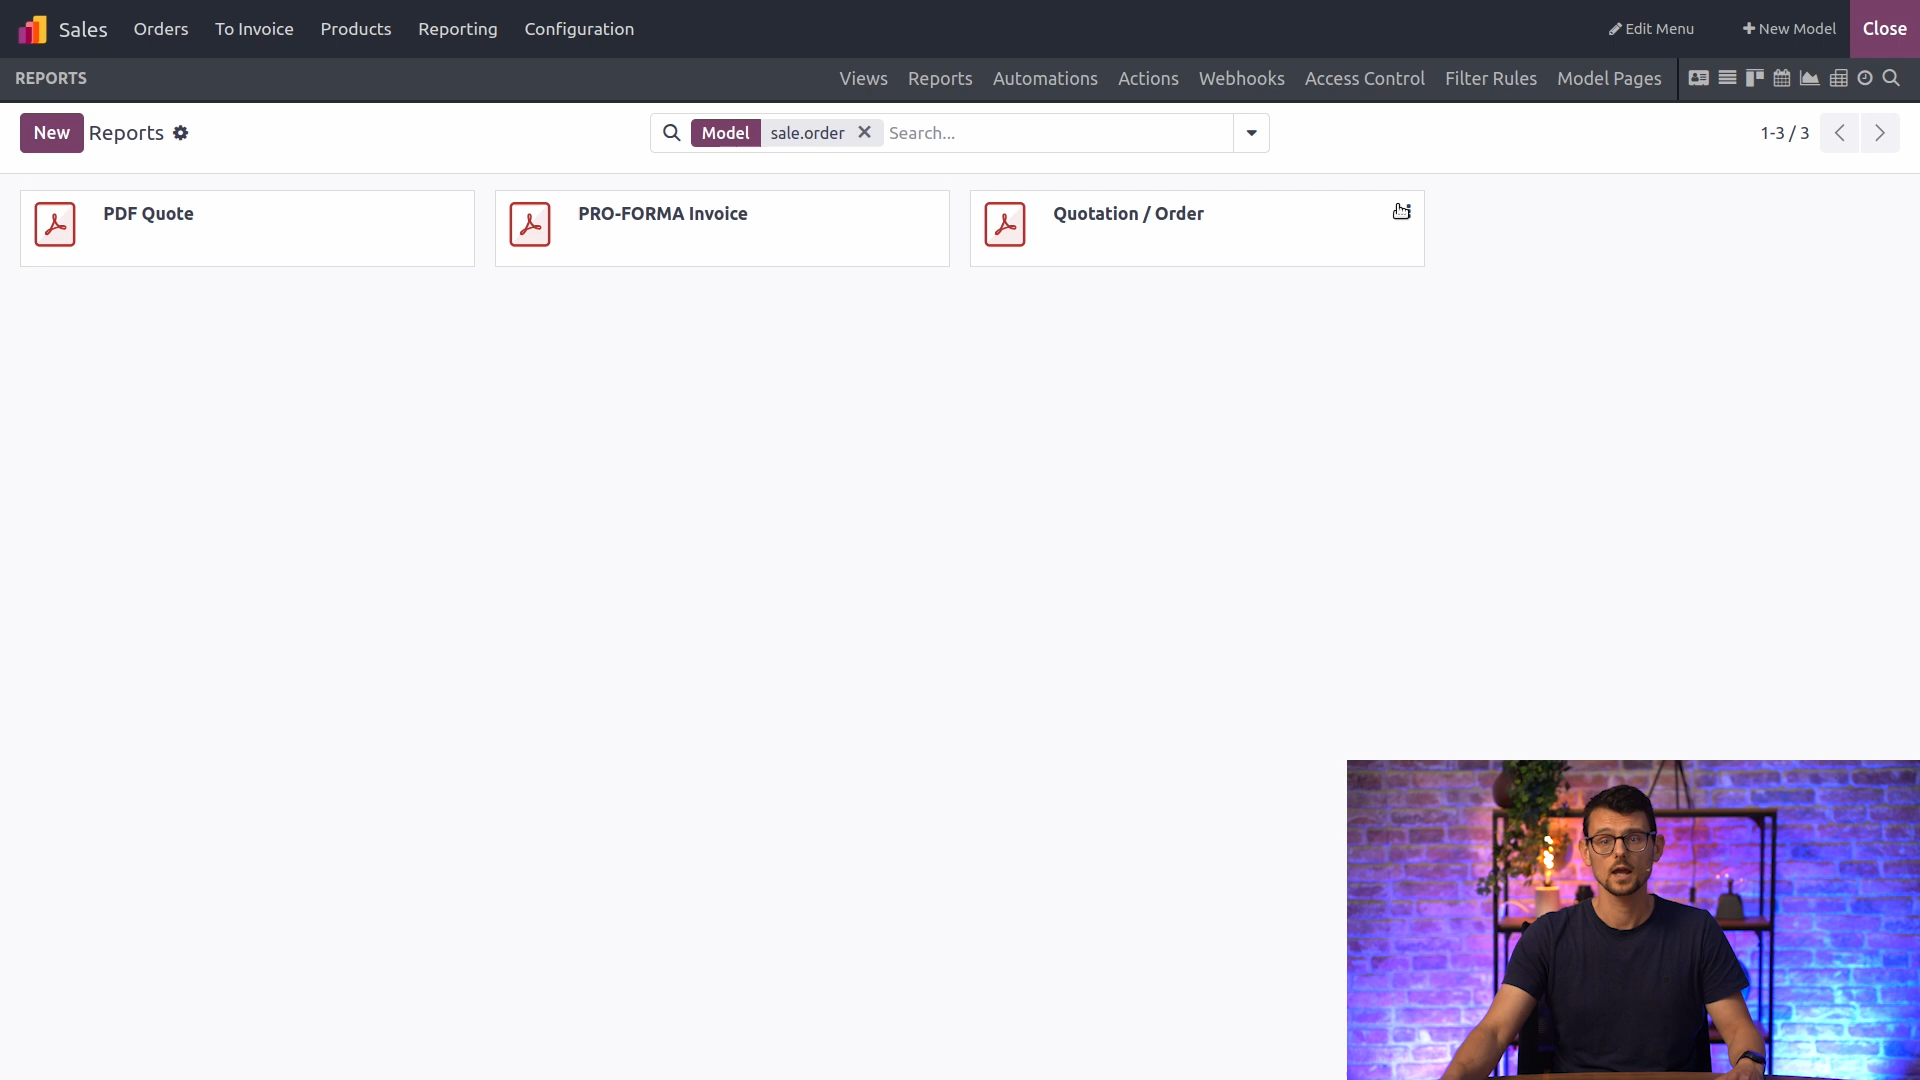 Sales Orders To Invoice Products Reporting Configuration Edit Menu New Model Close
REPORTS Views Reports Automations Actions Webhooks Access Control Filter Rules Model Pages
New Reports Model sale.order Search... 1-3 / 3
PDF Quote PRO-FORMA Invoice Quotation / Order